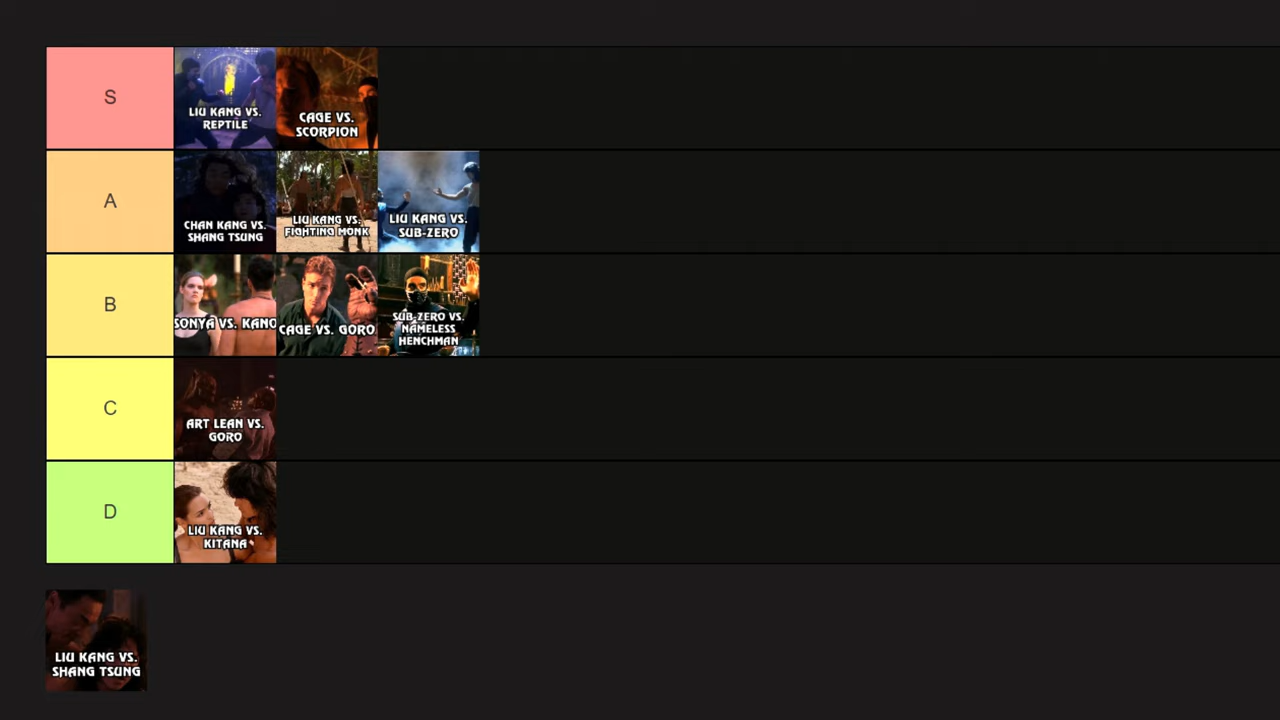 S
LIU KANG VS.
REPTILE
CAGE VS.
SCORPION
A
CHAN KANG VS.
SHANG TSUNG
LIU KANG VS.
FIGHTING MONK
LIU KANG VS.
SUB-ZERO
B
SONYA VS. KANO
CAGE VS. GORO
SUB-ZERO VS.
NAMELESS
HENCHMAN
C
ART LEAN VS.
GORO
D
LIU KANG VS.
KITANA
LIU KANG VS.
SHANG TSUNG